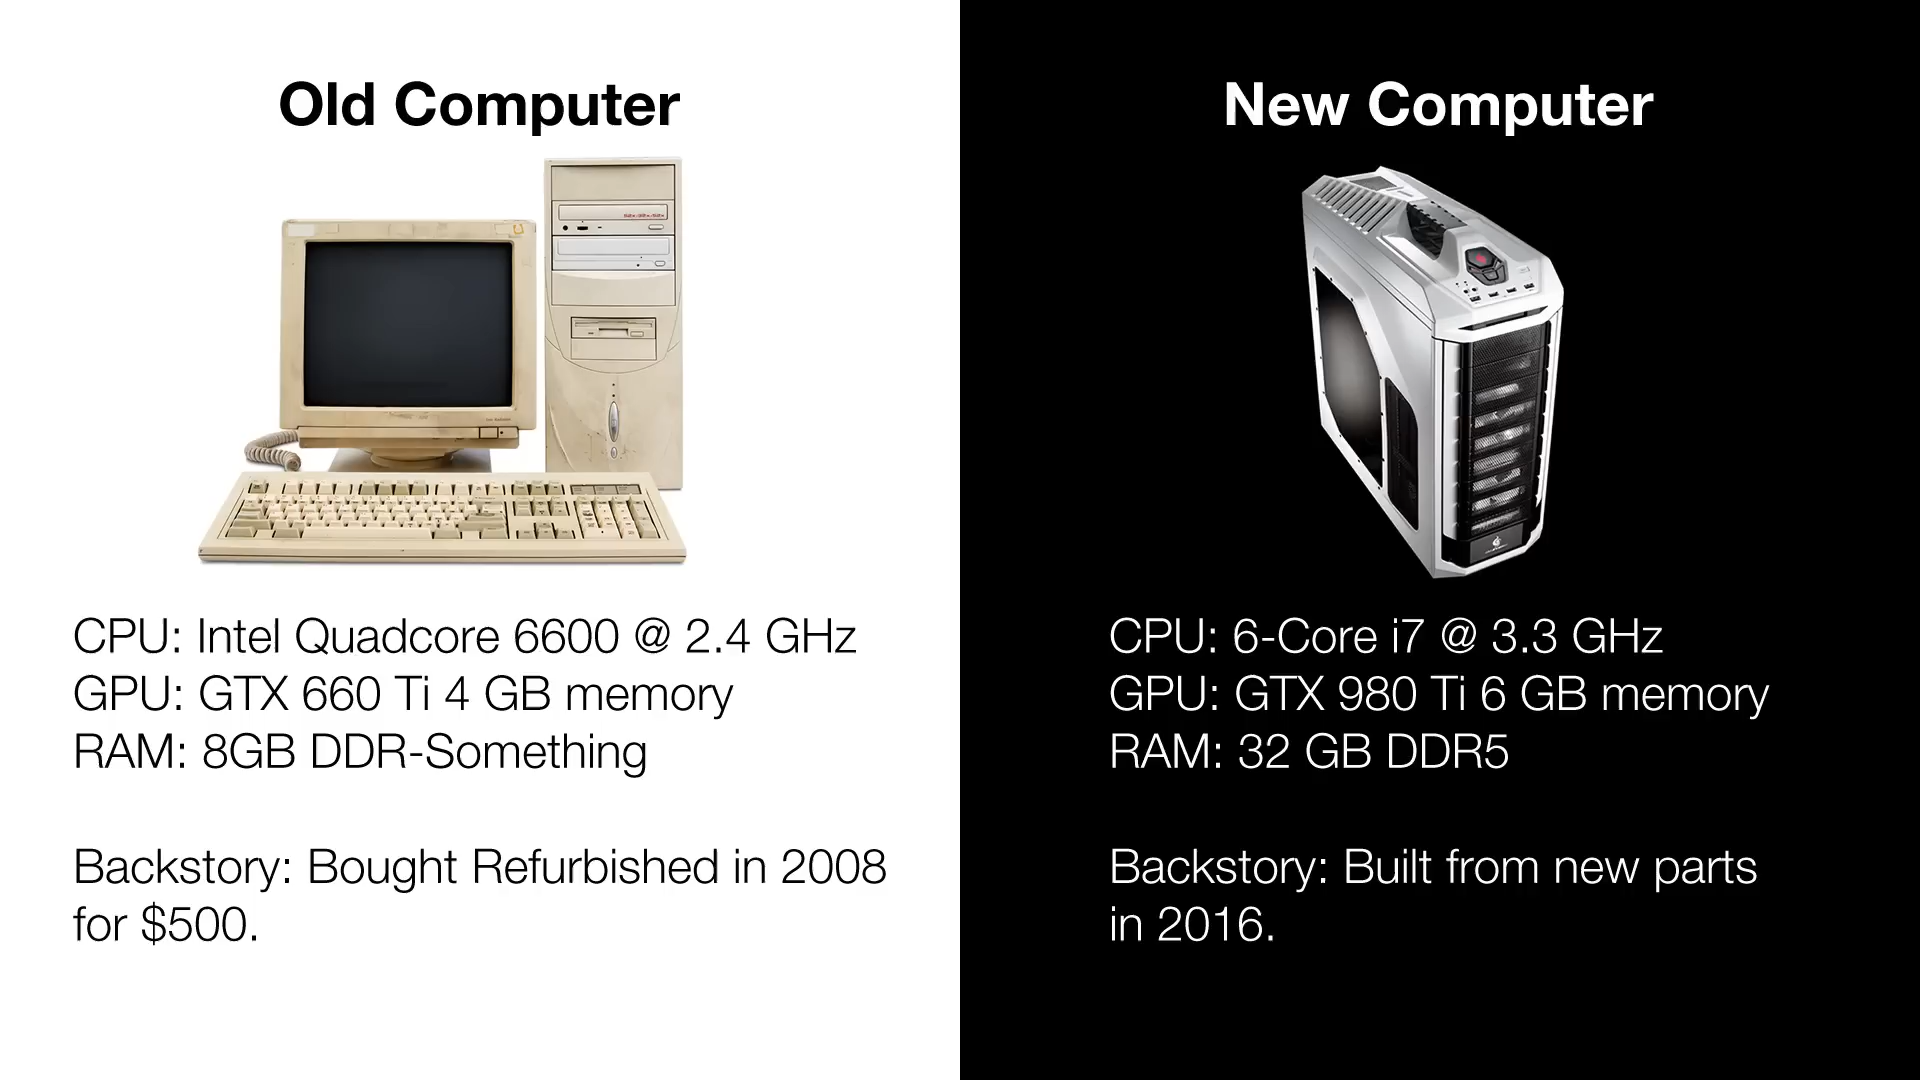 Old Computer
CPU: Intel Quadcore 6600 @ 2.4 GHz
GPU: GTX 660 Ti 4 GB memory
RAM: 8GB DDR-Something
Backstory: Bought Refurbished in 2008
for $500.
New Computer
CPU: 6-Core i7 @ 3.3 GHz
GPU: GTX 980 Ti 6 GB memory
RAM: 32 GB DDR5
Backstory: Built from new parts
in 2016.